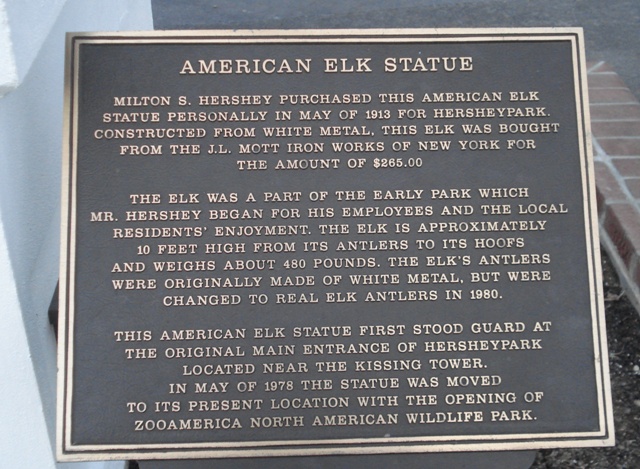 AMERICAN ELK STATUE
MILTON S. HERSHEY PURCHASED THIS AMERICAN ELK
STATUE PERSONALLY IN MAY OF 1913 FOR HERSHEYPARK.
CONSTRUCTED FROM WHITE METAL, THIS ELK WAS BOUGHT
FROM THE J.L. MOTT IRON WORKS OF NEW YORK FOR
THE AMOUNT OF $265.00
THE ELK WAS A PART OF THE EARLY PARK WHICH
MR. HERSHEY BEGAN FOR HIS EMPLOYEES AND THE LOCAL
RESIDENTS' ENJOYMENT. THE ELK IS APPROXIMATELY
10 FEET HIGH FROM ITS ANTLERS TO ITS HOOFS
AND WEIGHS ABOUT 480 POUNDS. THE ELK'S ANTLERS
WERE ORIGINALLY MADE OF WHITE METAL, BUT WERE
CHANGED TO REAL ELK ANTLERS IN 1980.
THIS AMERICAN ELK STATUE FIRST STOOD GUARD AT
THE ORIGINAL MAIN ENTRANCE OF HERSHEYPARK
LOCATED NEAR THE KISSING TOWER.
IN MAY OF 1978 THE STATUE WAS MOVED
TO ITS PRESENT LOCATION WITH THE OPENING OF
ZOOAMERICA NORTH AMERICAN WILDLIFE PARK.